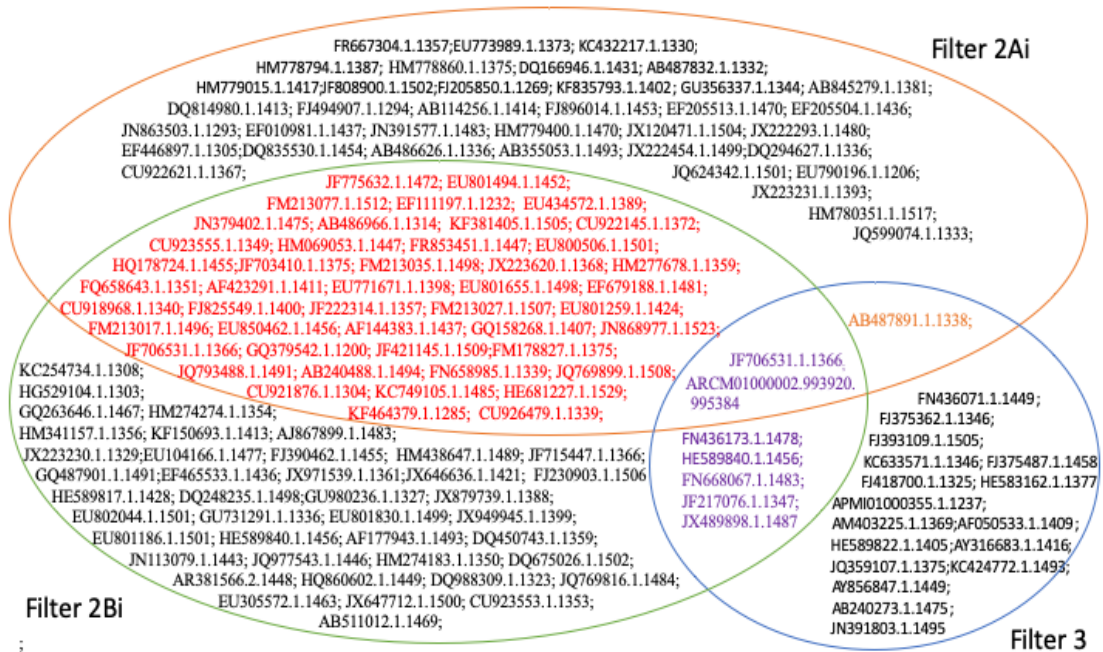 FR667304.1.1357;EU773989.1.1373; KC432217.1.1330;
Filter 2Ai
HM778794.1.1387; HM778860.1.1375; DQ166946.1.1431; AB487832.1.1332;
HM779015.1.1417;JF808900.1.1502;FJ205850.1.1269; KF835793.1.1402; GU356337.1.1344; AB845279.1.1381;
DQ814980.1.1413; FJ494907.1.1294; AB114256.1.1414; FJ896014.1.1453; EF205513.1.1470; EF205504.1.1436;
JN863503.1.1293; EF010981.1.1437; JN391577.1.1483; HM779400.1.1470; JX120471.1.1504; JX222293.1.1480;
EF446897.1.1305;DQ835530.1.1454; AB486626.1.1336; AB355053.1.1493; JX222454.1.1499;DQ294627.1.1336;
CU922621.1.1367;
JQ624342.1.1501; EU790196.1.1206;
JX223231.1.1393;
HM780351.1.1517;
JQ599074.1.1333;
JF775632.1.1472; EU801494.1.1452;
FM213077.1.1512; EF111197.1.1232; EU434572.1.1389;
JN379402.1.1475; AB486966.1.1314; KF381405.1.1505; CU922145.1.1372;
CU923555.1.1349; HM069053.1.1447; FR853451.1.1447; EU800506.1.1501;
HQ178724.1.1455;JF703410.1.1375; FM213035.1.1498; JX223620.1.1368; HM277678.1.1359;
FQ658643.1.1351; AF423291.1.1411; EU771671.1.1398; EU801655.1.1498; EF679188.1.1481;
CU918968.1.1340; FJ825549.1.1400; JF222314.1.1357; FM213027.1.1507; EU801259.1.1424;
FM213017.1.1496; EU850462.1.1456; AF144383.1.1437; GQ158268.1.1407; JN868977.1.1523;
JF706531.1.1366; GQ379542.1.1200; JF421145.1.1509;FM178827.1.1375;
JQ793488.1.1491; AB240488.1.1494; FN658985.1.1339; JQ769899.1.1508;
CU921876.1.1304; KC749105.1.1485; HE681227.1.1529;
KF464379.1.1285; CU926479.1.1339;
AB487891.1.1338;
JF706531.1.1366,
ARCM01000002.993920.
995384
KC254734.1.1308;
HG529104.1.1303;
GQ263646.1.1467; HM274274.1.1354;
HM341157.1.1356; KF150693.1.1413; AJ867899.1.1483;
JX223230.1.1329;EU104166.1.1477; FJ390462.1.1455; HM438647.1.1489; JF715447.1.1366;
GQ487901.1.1491;EF465533.1.1436; JX971539.1.1361;JX646636.1.1421; FJ230903.1.1506
HE589817.1.1428; DQ248235.1.1498;GU980236.1.1327; JX879739.1.1388;
EU802044.1.1501; GU731291.1.1336; EU801830.1.1499; JX949945.1.1399;
EU801186.1.1501; HE589840.1.1456; AF177943.1.1493; DQ450743.1.1359;
JN113079.1.1443; JQ977543.1.1446; HM274183.1.1350; DQ675026.1.1502;
AR381566.2.1448; HQ860602.1.1449; DQ988309.1.1323; JQ769816.1.1484;
EU305572.1.1463; JX647712.1.1500; CU923553.1.1353;
AB511012.1.1469;
Filter 2Bi
;
FN436173.1.1478;
HE589840.1.1456;
FN668067.1.1483;
JF217076.1.1347;
JX489898.1.1487
FN436071.1.1449;
FJ375362.1.1346;
FJ393109.1.1505;
KC633571.1.1346; FJ375487.1.1458
FJ418700.1.1325; HE583162.1.1377
APMI01000355.1.1237;
AM403225.1.1369;AF050533.1.1409;
HE589822.1.1405;AY316683.1.1416;
JQ359107.1.1375;KC424772.1.1493;
AY856847.1.1449;
AB240273.1.1475;
JN391803.1.1495
Filter 3